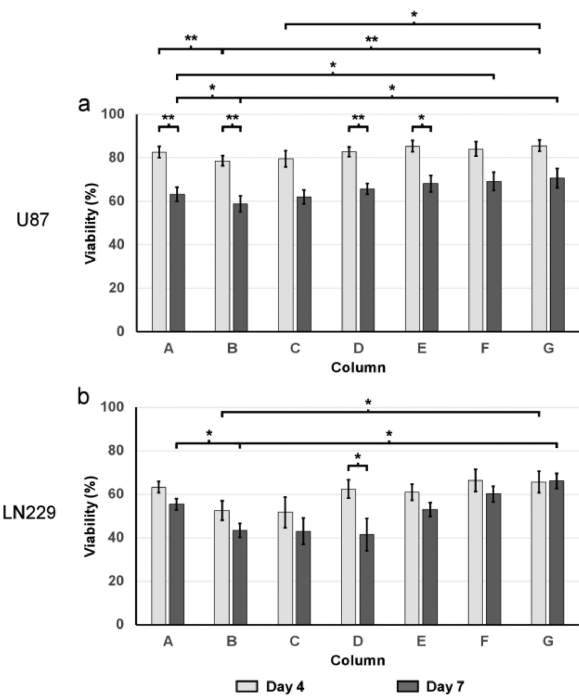 *
** **
*
* *
a
100
** ** ** *
80
60
40
20
0
Viability (%)
U87
A B C D E F G
Column
b
*
* *
100
*
80
60
40
20
0
Viability (%)
LN229
A B C D E F G
Column
Day 4 Day 7